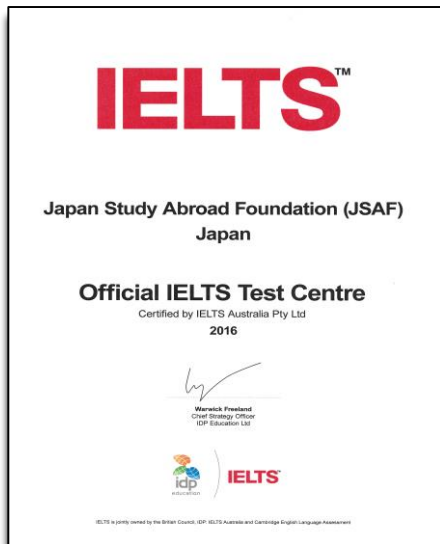 IELTS™
Japan Study Abroad Foundation (JSAF)
Japan
Official IELTS Test Centre
Certified by IELTS Australia Pty Ltd
2016
Warwick Freeland
Chief Strategy Officer
IDP Education Ltd
idp
education
IELTS™
IELTS is jointly owned by the British Council, IDP: IELTS Australia and Cambridge English Language Assessment